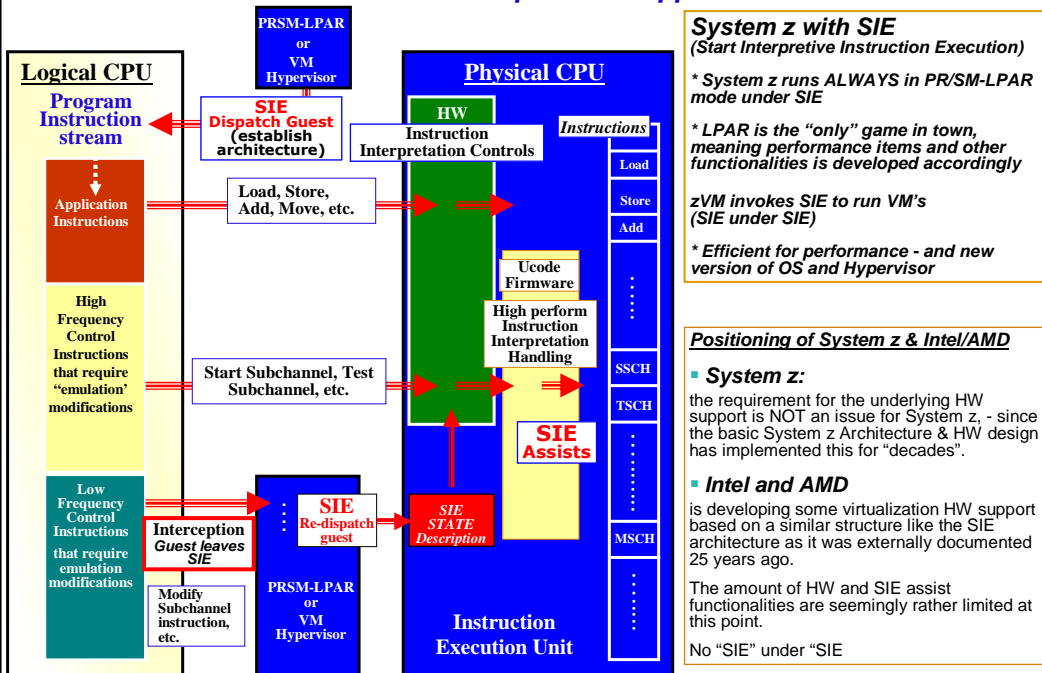 PRSM-LPAR
or
VM
Hypervisor
Logical CPU
Program
Instruction
stream
SIE
Dispatch Guest
(establish
architecture)
Physical CPU
HW
Instruction
Interpretation Controls
Instructions
Load
Store
Add
SSCH
TSCH
MSCH
Application
Instructions
Load, Store,
Add, Move, etc.
Ucode
Firmware
High perform
Instruction
Interpretation
Handling
High
Frequency
Control
Instructions
that require
“emulation’
modifications
Start Subchannel, Test
Subchannel, etc.
SIE
Assists
Low
Frequency
Control
Instructions
that require
emulation
modifications
Interception
Guest leaves
SIE
Modify
Subchannel
instruction,
etc.
SIE
Re-dispatch
guest
PRSM-LPAR
or
VM
Hypervisor
SIE
STATE
Description
Instruction
Execution Unit
System z with SIE
(Start Interpretive Instruction Execution)
* System z runs ALWAYS in PR/SM-LPAR
mode under SIE
* LPAR is the “only” game in town,
meaning performance items and other
functionalities is developed accordingly
zVM invokes SIE to run VM’s
(SIE under SIE)
* Efficient for performance - and new
version of OS and Hypervisor
Positioning of System z & Intel/AMD
▪ System z:
the requirement for the underlying HW
support is NOT an issue for System z, - since
the basic System z Architecture & HW design
has implemented this for “decades”.
▪ Intel and AMD
is developing some virtualization HW support
based on a similar structure like the SIE
architecture as it was externally documented
25 years ago.
The amount of HW and SIE assist
functionalities are seemingly rather limited at
this point.
No “SIE” under “SIE